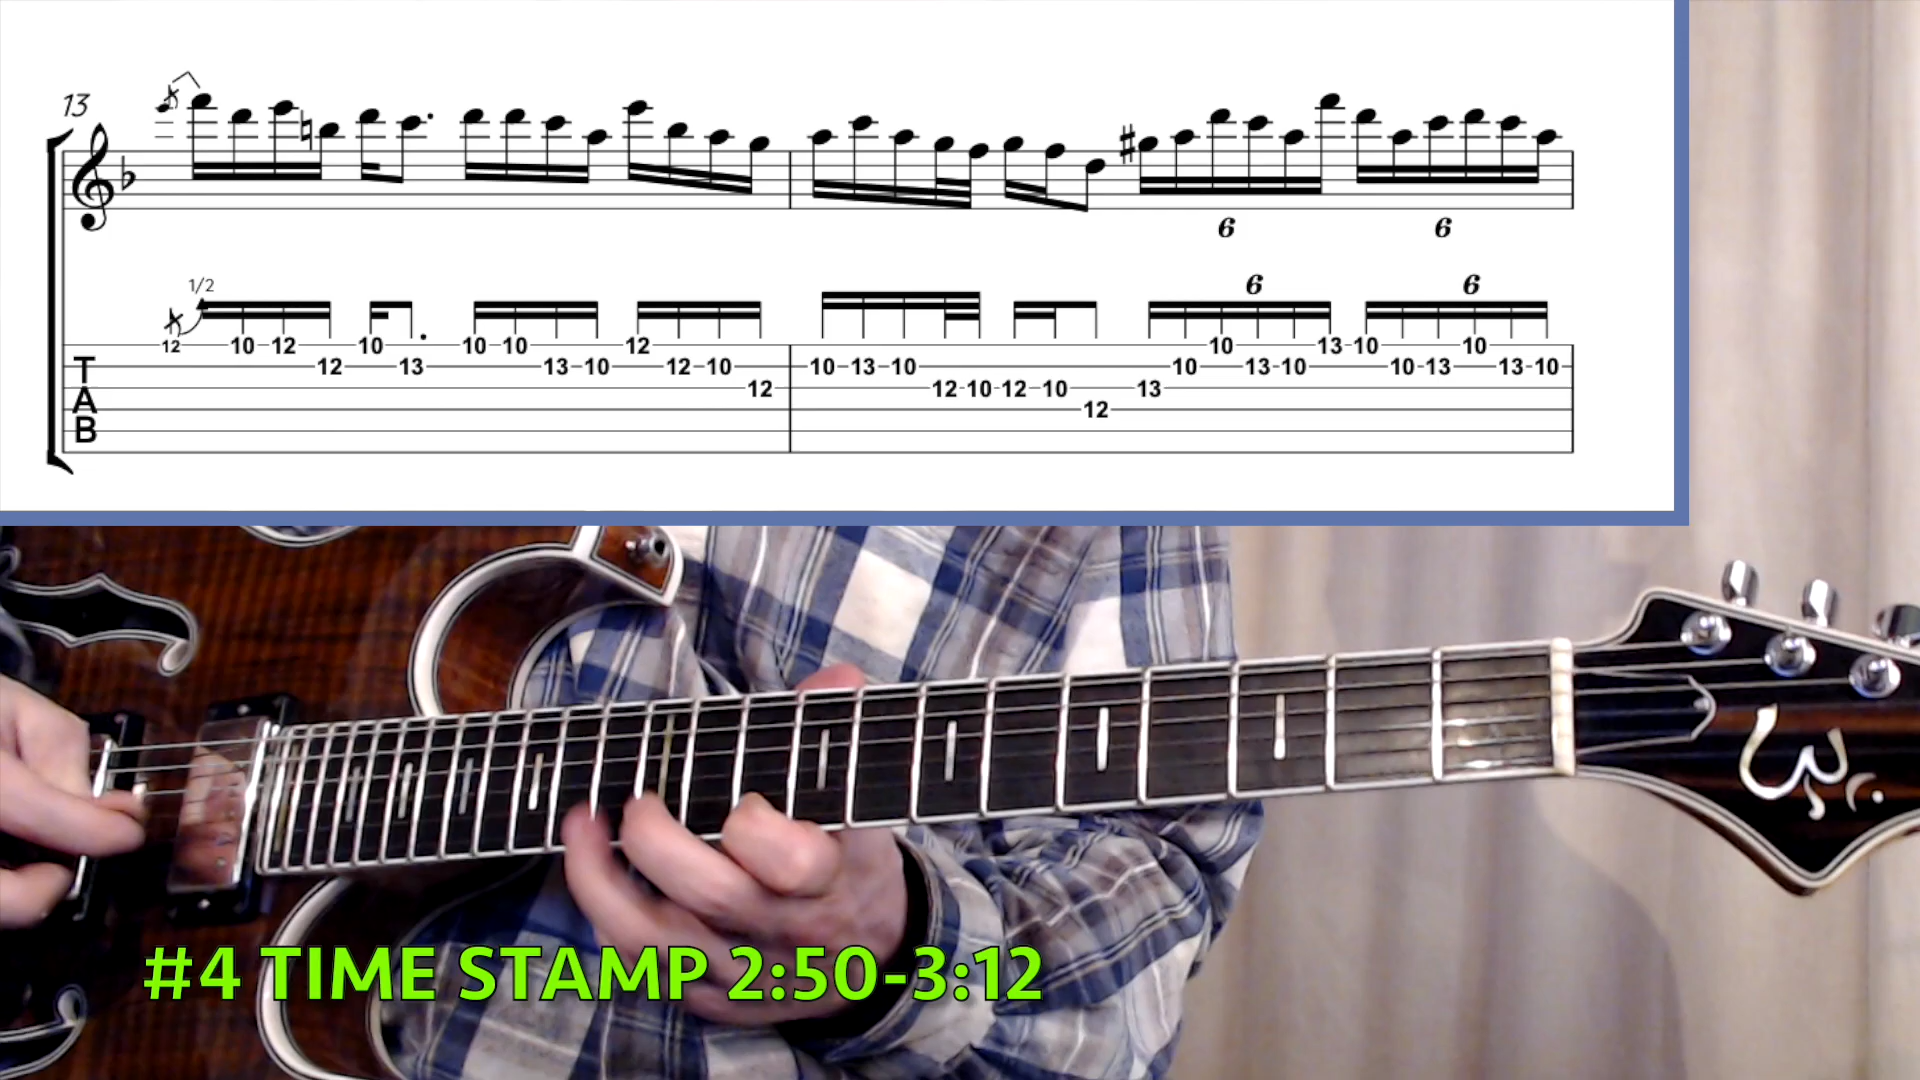 13
6 6
1/2
6 6
12 10 12 10 10 10 12 10 13 10 10
T 12 13 13 10 12 10 10 13 10 10 13 10 10 13 13 10
A 12 12 10 12 10 13
B 12
#4 TIME STAMP 2:50-3:12